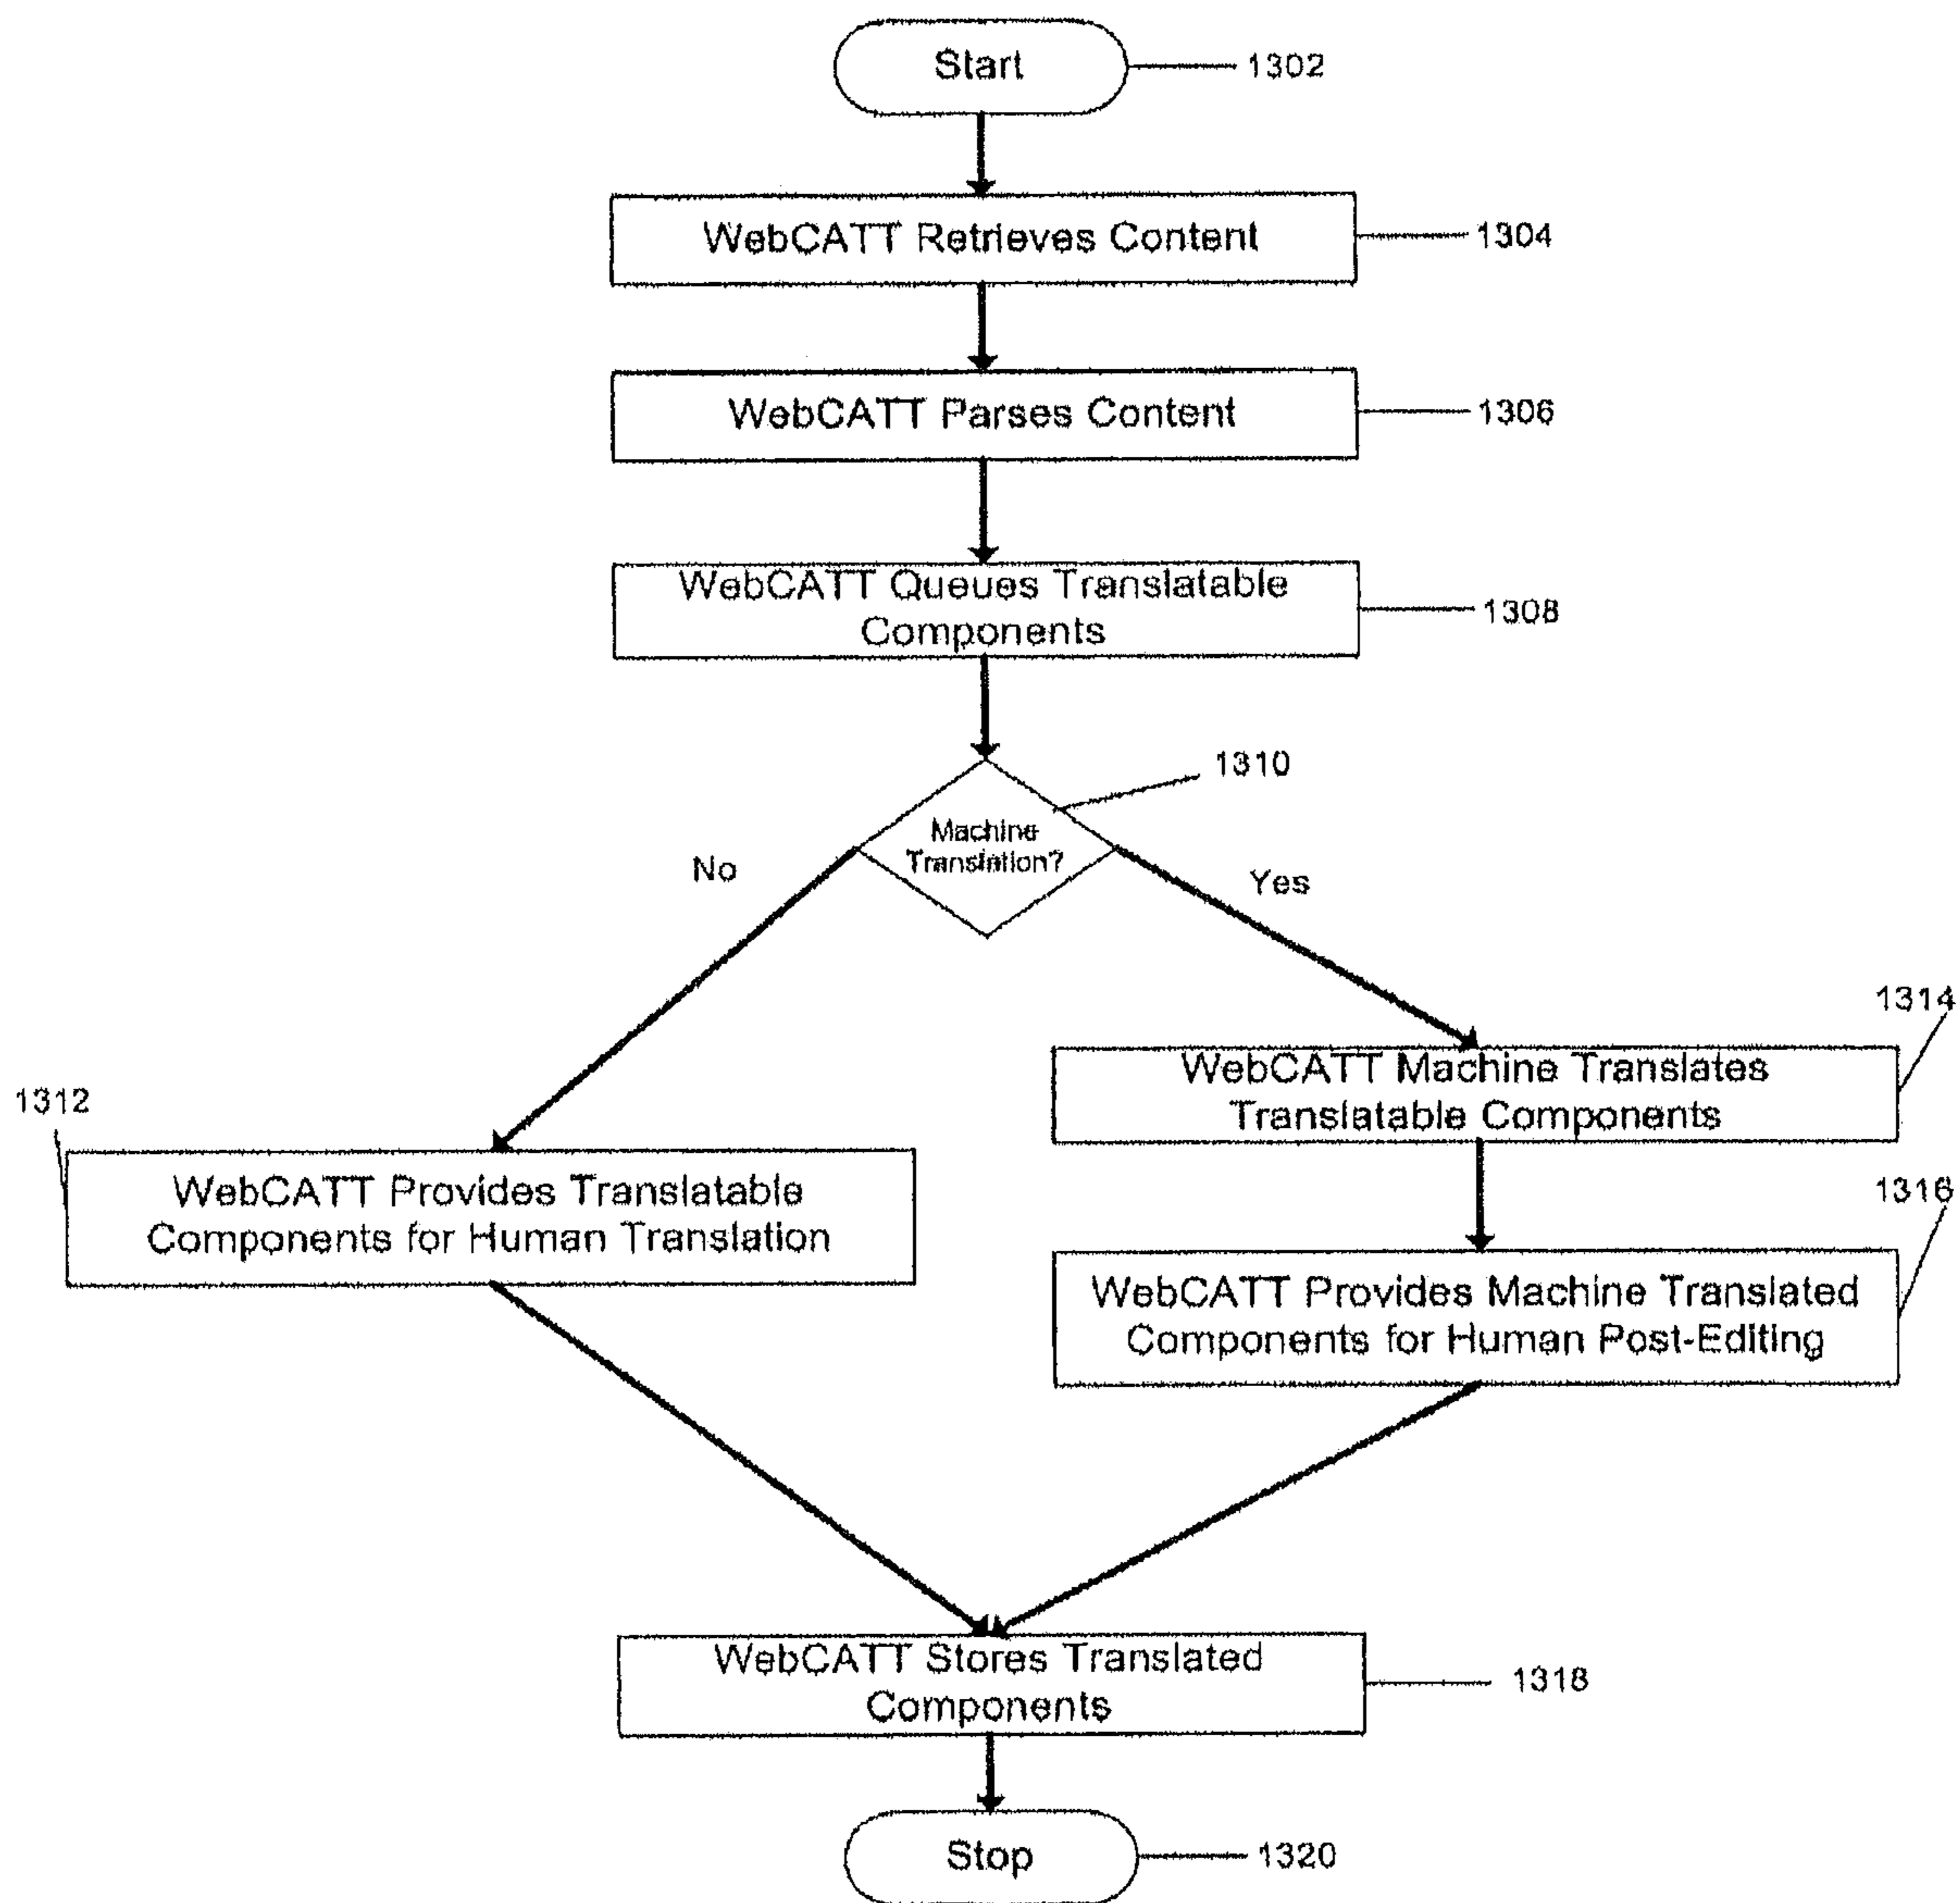 Start
1302
WebCATT Retrieves Content
1304
WebCATT Parses Content
1306
WebCATT Queues Translatable
Components
1308
1310
Machine
Translation?
No
Yes
1314
WebCATT Machine Translates
Translatable Components
1312
WebCATT Provides Translatable
Components for Human Translation
1316
WebCATT Provides Machine Translated
Components for Human Post-Editing
WebCATT Stores Translated
Components
1318
Stop
1320